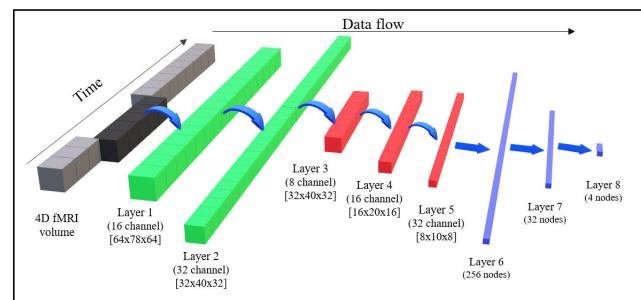 Data flow
Time
4D fMRI
volume
Layer 1
(16 channel)
[64x78x64]
Layer 2
(32 channel)
[32x40x32]
Layer 3
(8 channel)
[32x40x32]
Layer 4
(16 channel)
[16x20x16]
Layer 5
(32 channel)
[8x10x8]
Layer 6
(256 nodes)
Layer 7
(32 nodes)
Layer 8
(4 nodes)